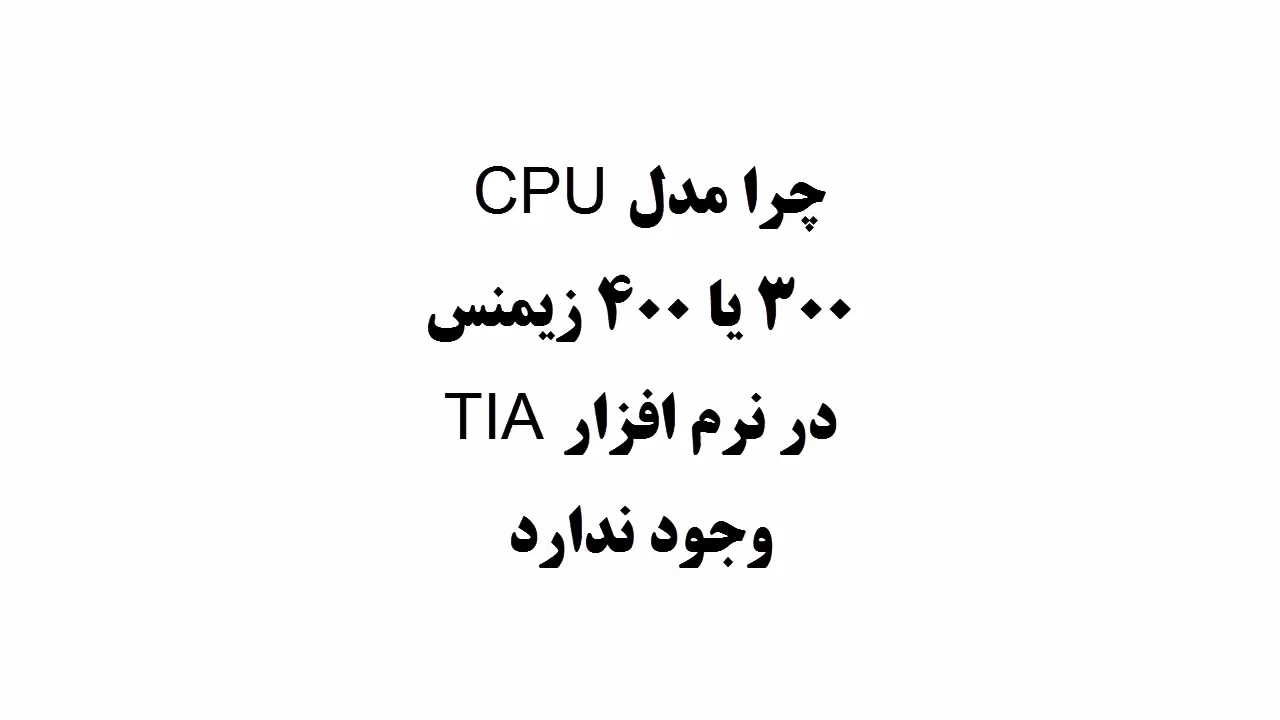 چرا مدل CPU
۳۰۰ یا ۴۰۰ زیمنس
در نرم افزار TIA
وجود ندارد